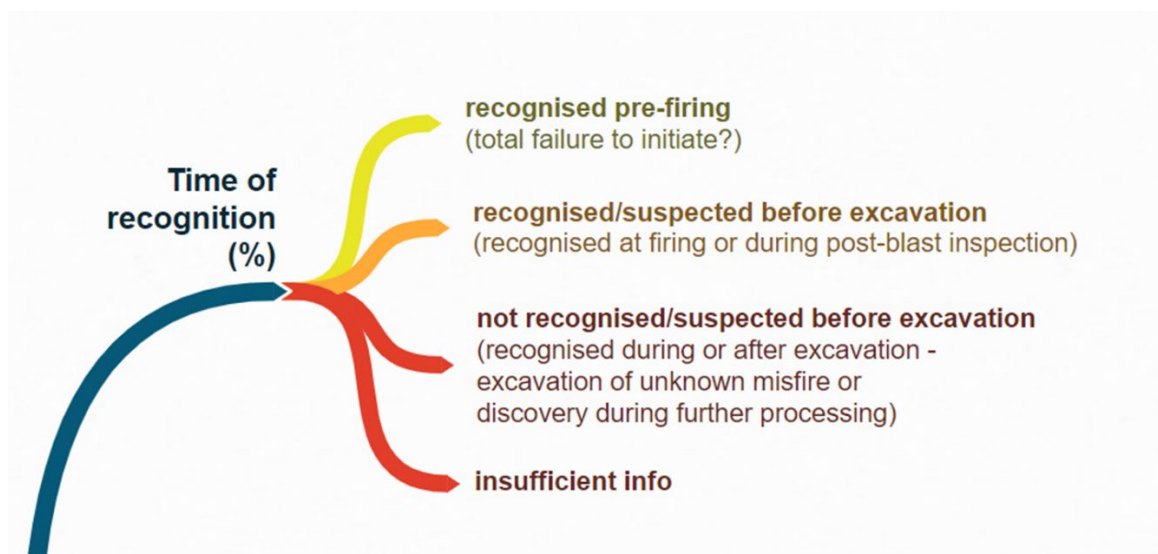 Time of
recognition
(%)
recognised pre-firing
(total failure to initiate?)
recognised/suspected before excavation
(recognised at firing or during post-blast inspection)
not recognised/suspected before excavation
(recognised during or after excavation -
excavation of unknown misfire or
discovery during further processing)
insufficient info